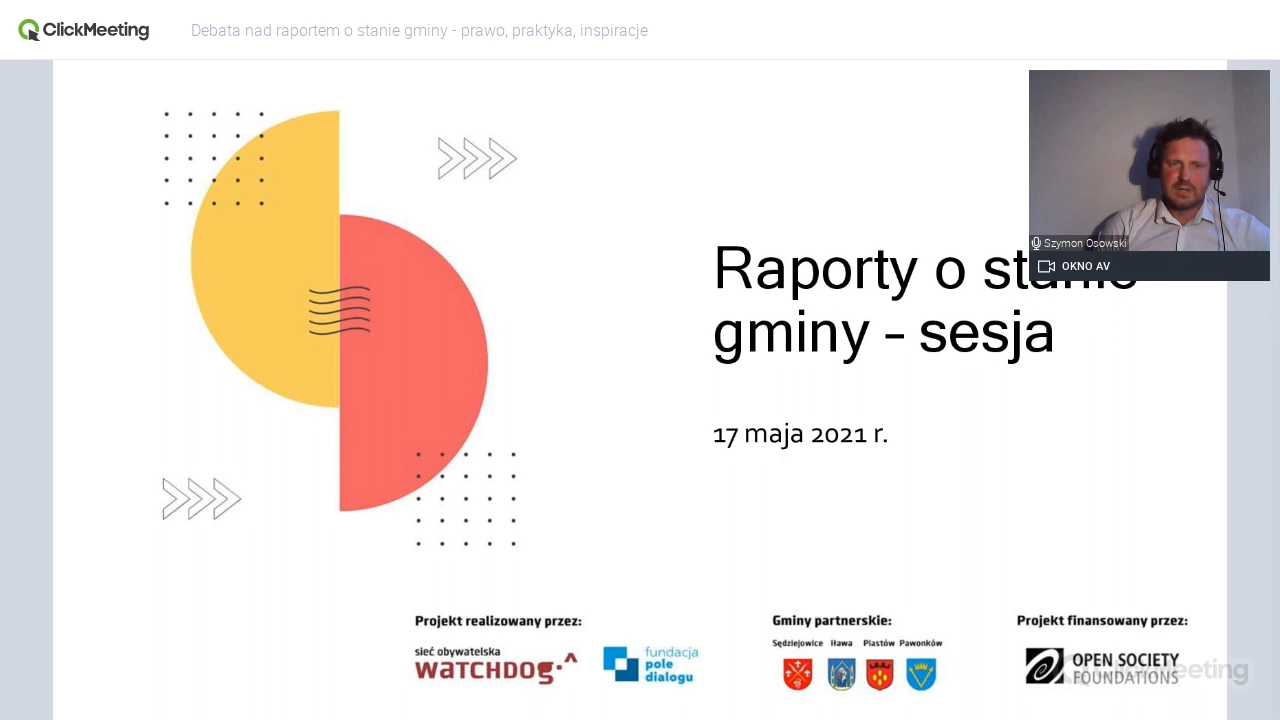 ClickMeeting
Debata nad raportem o stanie gminy - prawo, praktyka, inspiracje
Szymon Osowski
OKNO AV
Raporty o stanie
gminy - sesja
17 maja 2021 r.
Projekt realizowany przez:
Gminy partnerskie:
Projekt finansowany przez:
sieć obywatelska
WATCHDOG
fundacja
pole
dialogu
Sędziejowice Iława Piastów Pawonków
OPEN SOCIETY
FOUNDATIONS
ClickMeeting